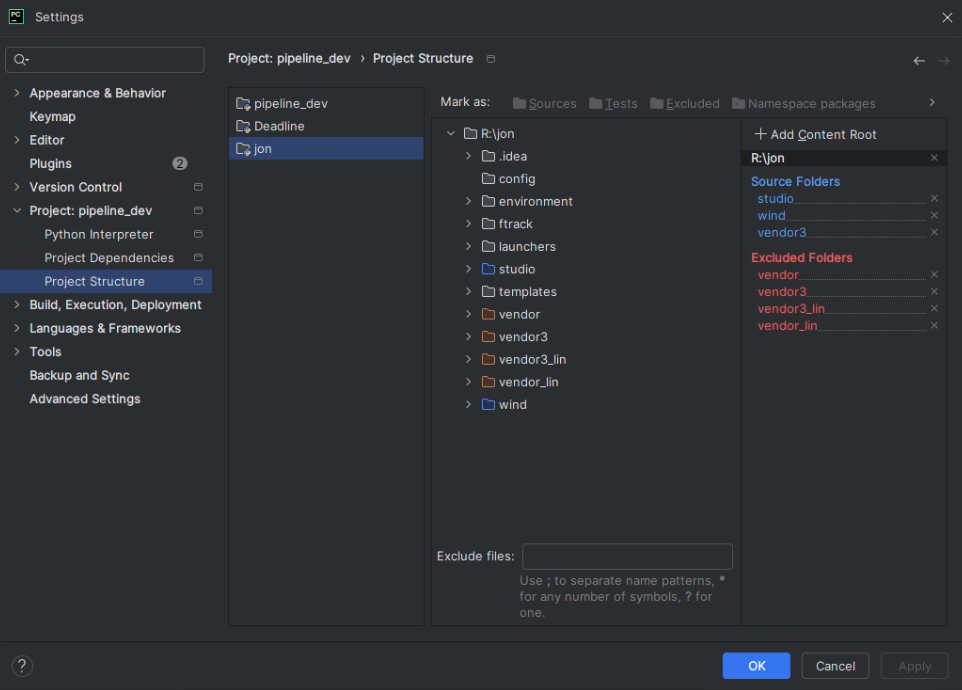 PC
Settings
Project: pipeline_dev › Project Structure
Appearance & Behavior
Keymap
Editor
Plugins 2
Version Control
Project: pipeline_dev
Python Interpreter
Project Dependencies
Project Structure
Build, Execution, Deployment
Languages & Frameworks
Tools
Backup and Sync
Advanced Settings
pipeline_dev
Deadline
jon
Mark as: Sources Tests Excluded Namespace packages
R:\jon
.idea
config
environment
ftrack
launchers
studio
templates
vendor
vendor3
vendor3_lin
vendor_lin
wind
Exclude files:
Use ; to separate name patterns, *
for any number of symbols, ? for
one.
+ Add Content Root
R:\jon
Source Folders
studio
wind
vendor3
Excluded Folders
vendor
vendor3
vendor3_lin
vendor_lin
?
OK Cancel Apply